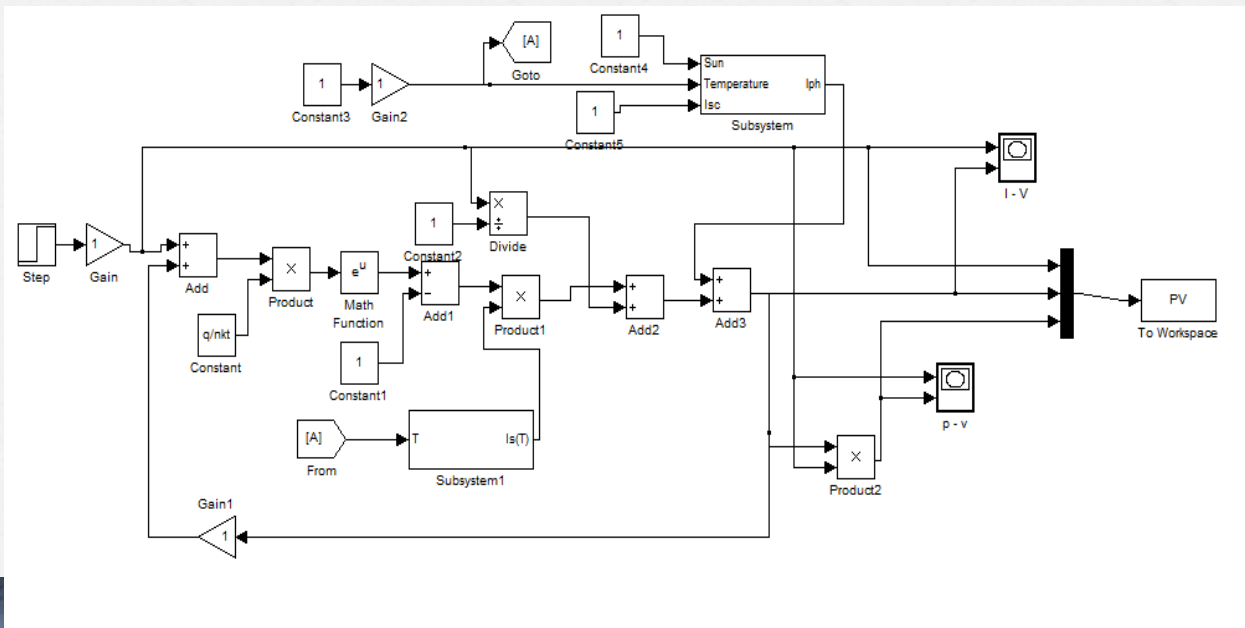 [A]
Goto
1
Constant4
1
Constant3
1
Gain2
1
Constant5
Sun
Temperature
Isc
Iph
Subsystem
I - V
Step
1
Gain
+
+
Add
×
Product
q/nkt
Constant
eu
Math
Function
1
Constant2
×
÷
Divide
+
−
Add1
1
Constant1
×
Product1
+
+
Add2
+
+
Add3
PV
To Workspace
p - v
[A]
From
T
Is(T)
Subsystem1
×
Product2
Gain1
1